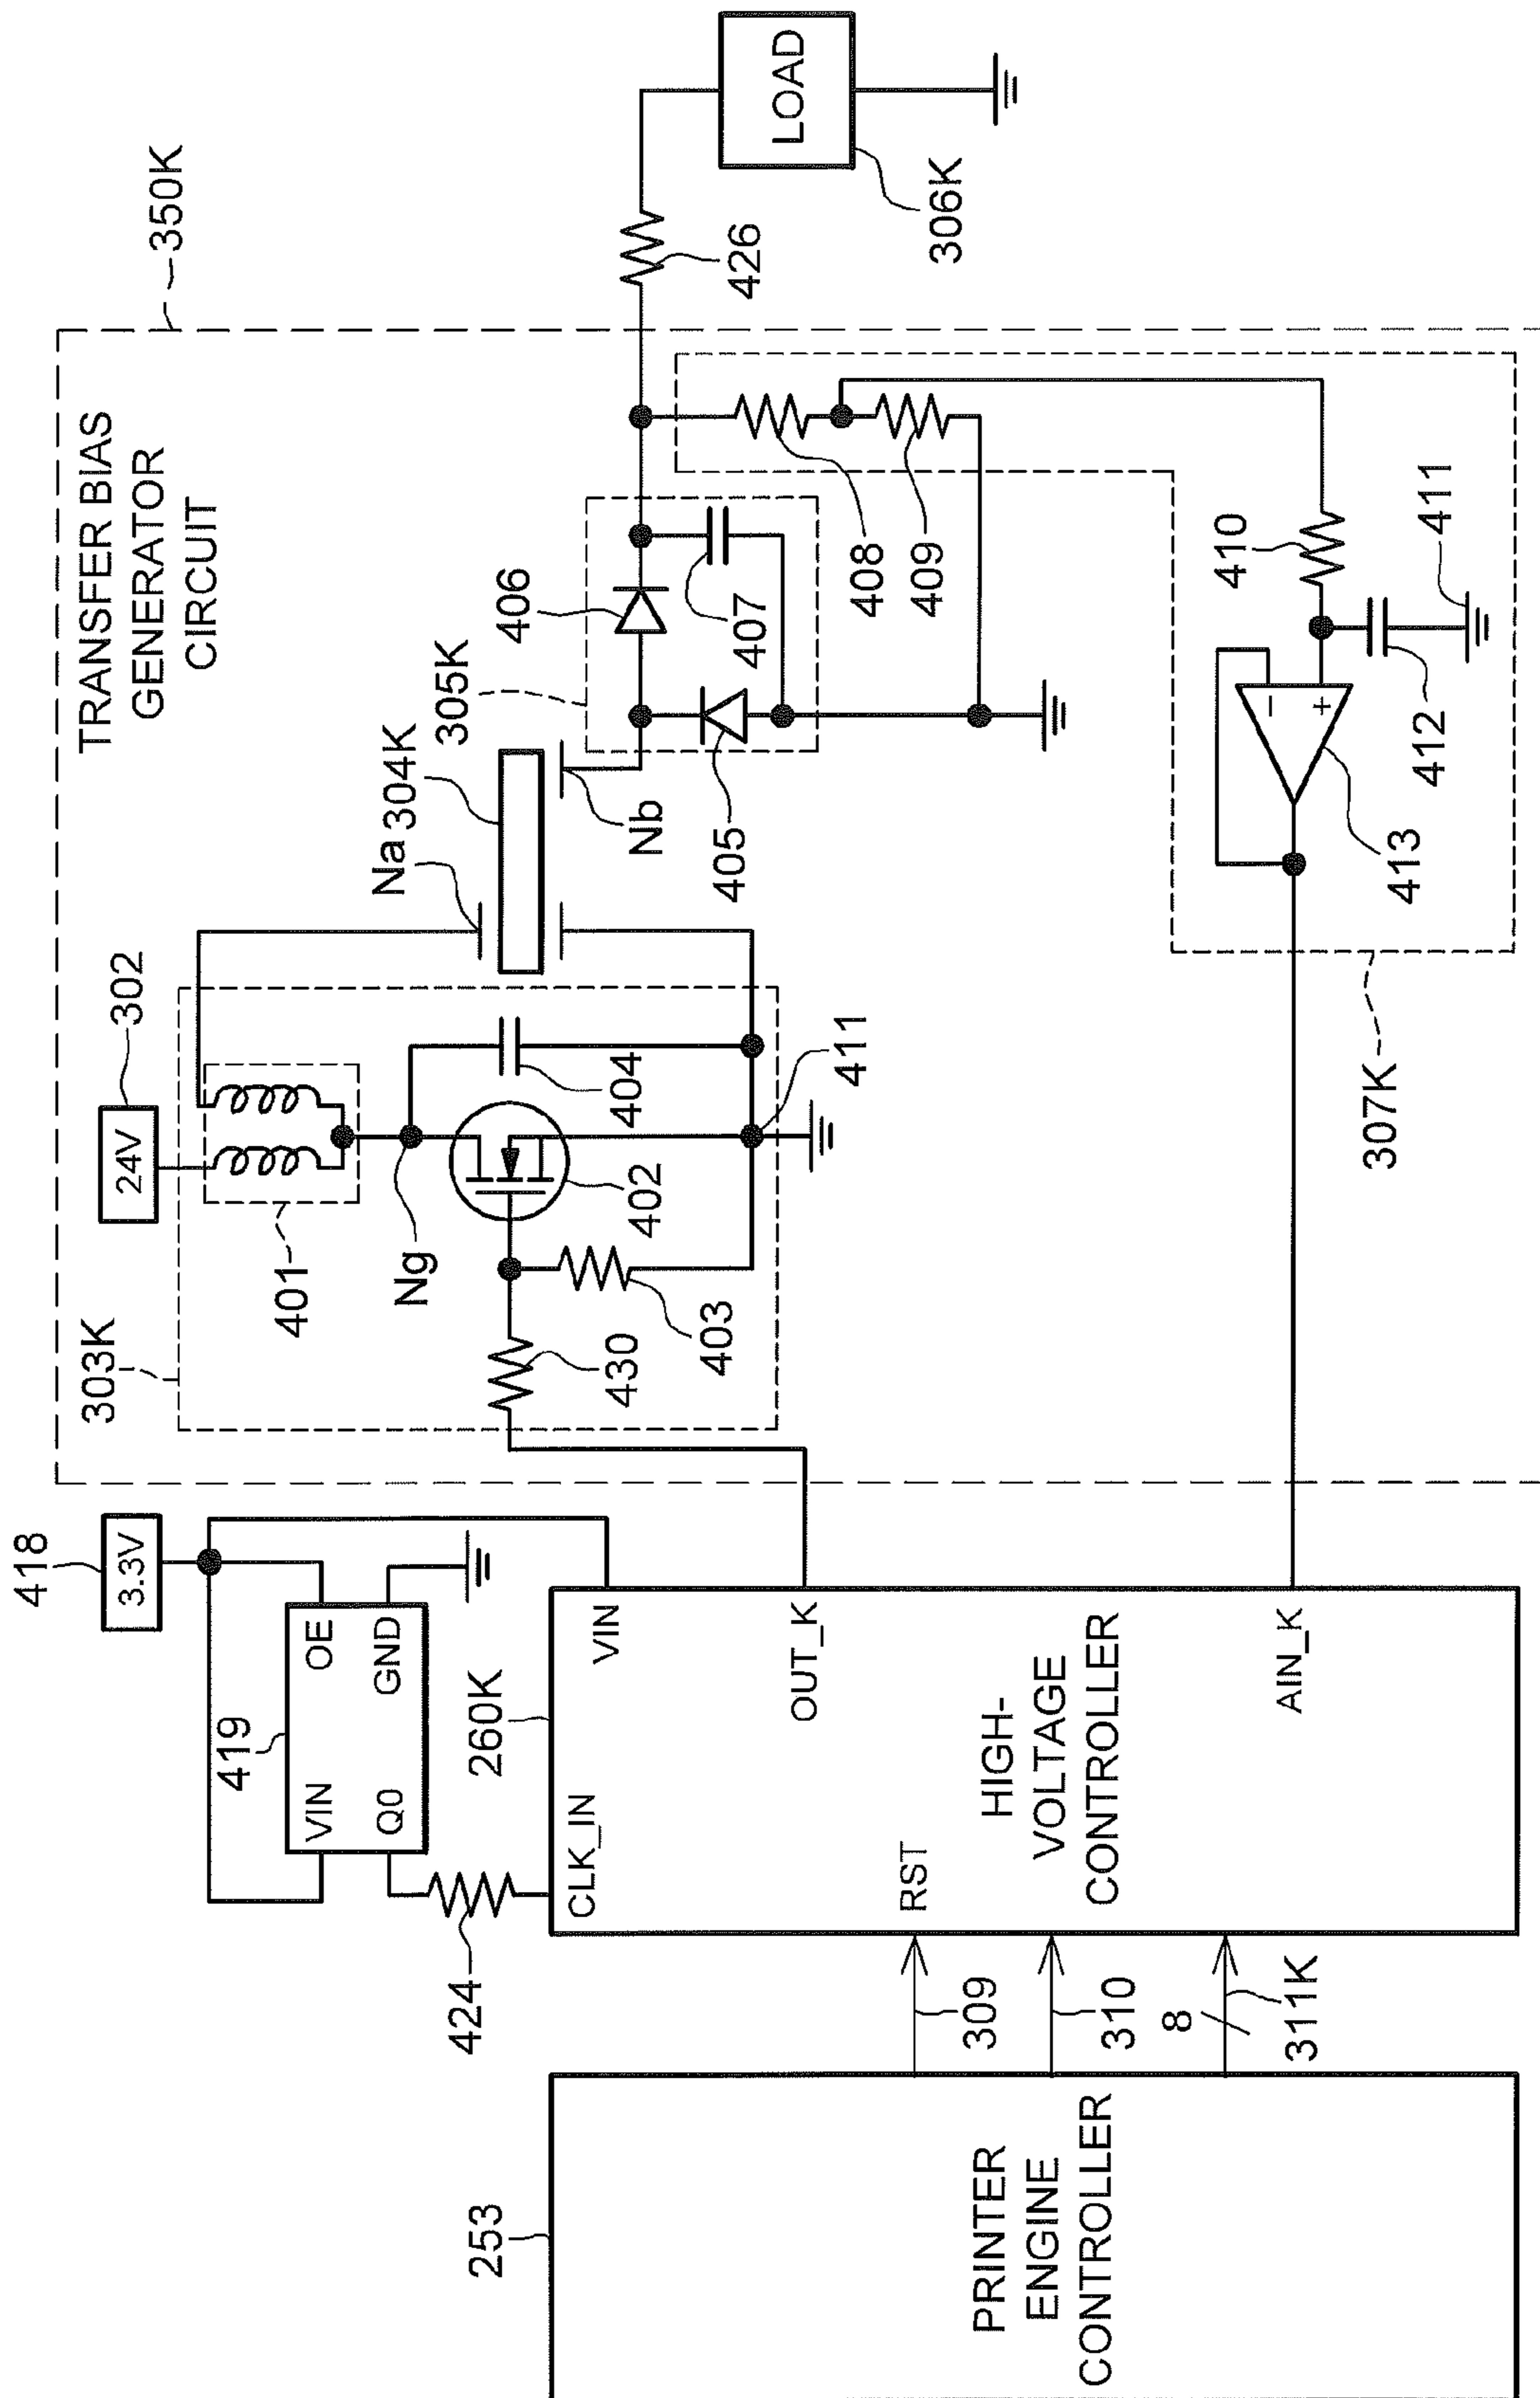 TRANSFER BIAS
GENERATOR
CIRCUIT
350K
418
3.3V
302
24V
303K
401
Na
304K
305K
406
419
VIN
OE
Q0
GND
Ng
404
402
430
403
411
Nb
405
407
426
LOAD
306K
408
409
424
260K
CLK_IN
VIN
OUT_K
RST
HIGH-
VOLTAGE
CONTROLLER
AIN_K
253
PRINTER
ENGINE
CONTROLLER
309
310
8
311K
410
411
412
413
−
+
307K